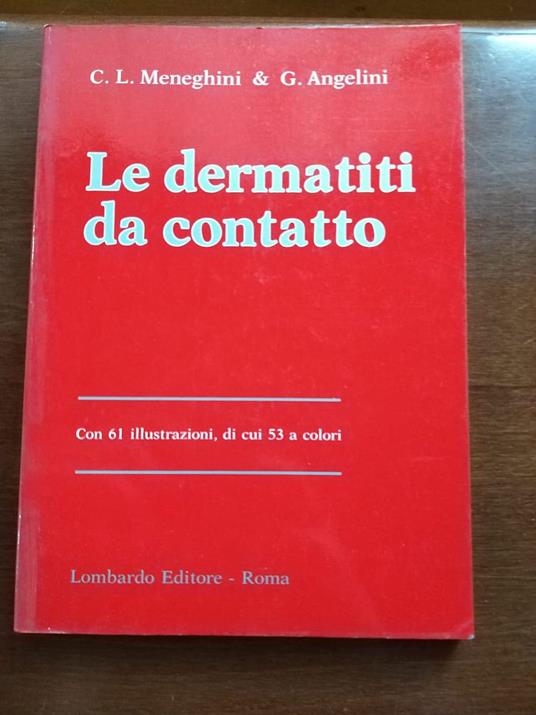 C. L. Meneghini & G. Angelini
Le dermatiti
da contatto
Con 61 illustrazioni, di cui 53 a colori
Lombardo Editore - Roma